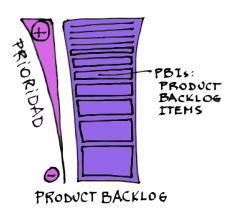 +
PRIORIDAD
-
PBIs:
PRODUCT
BACKLOG
ITEMS
PRODUCT BACKLOG